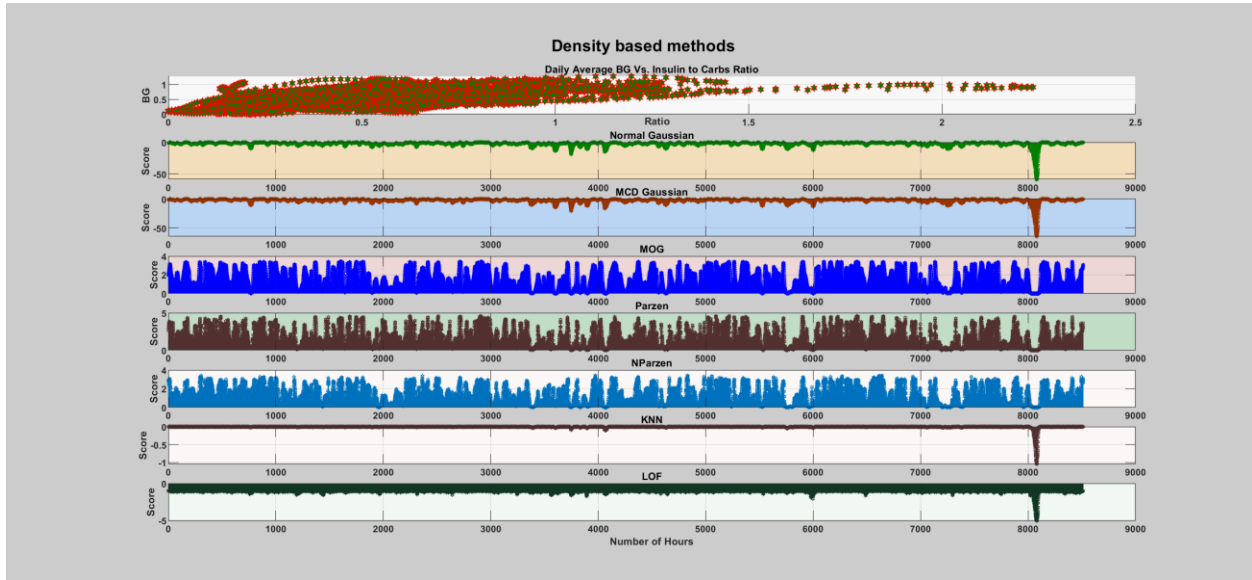 Density based methods
Daily Average BG Vs. Insulin to Carbs Ratio
BG
1
0.5
0
0 0.5 1 1.5 2 2.5
Ratio
Normal Gaussian
Score
0
-50
0 1000 2000 3000 4000 5000 6000 7000 8000 9000
MCD Gaussian
Score
0
-50
0 1000 2000 3000 4000 5000 6000 7000 8000 9000
MOG
Score
4
2
0
0 1000 2000 3000 4000 5000 6000 7000 8000 9000
Parzen
Score
5
0
0 1000 2000 3000 4000 5000 6000 7000 8000 9000
NParzen
Score
4
2
0
0 1000 2000 3000 4000 5000 6000 7000 8000 9000
KNN
Score
0
-0.5
-1
0 1000 2000 3000 4000 5000 6000 7000 8000 9000
LOF
Score
0
-5
0 1000 2000 3000 4000 5000 6000 7000 8000 9000
Number of Hours